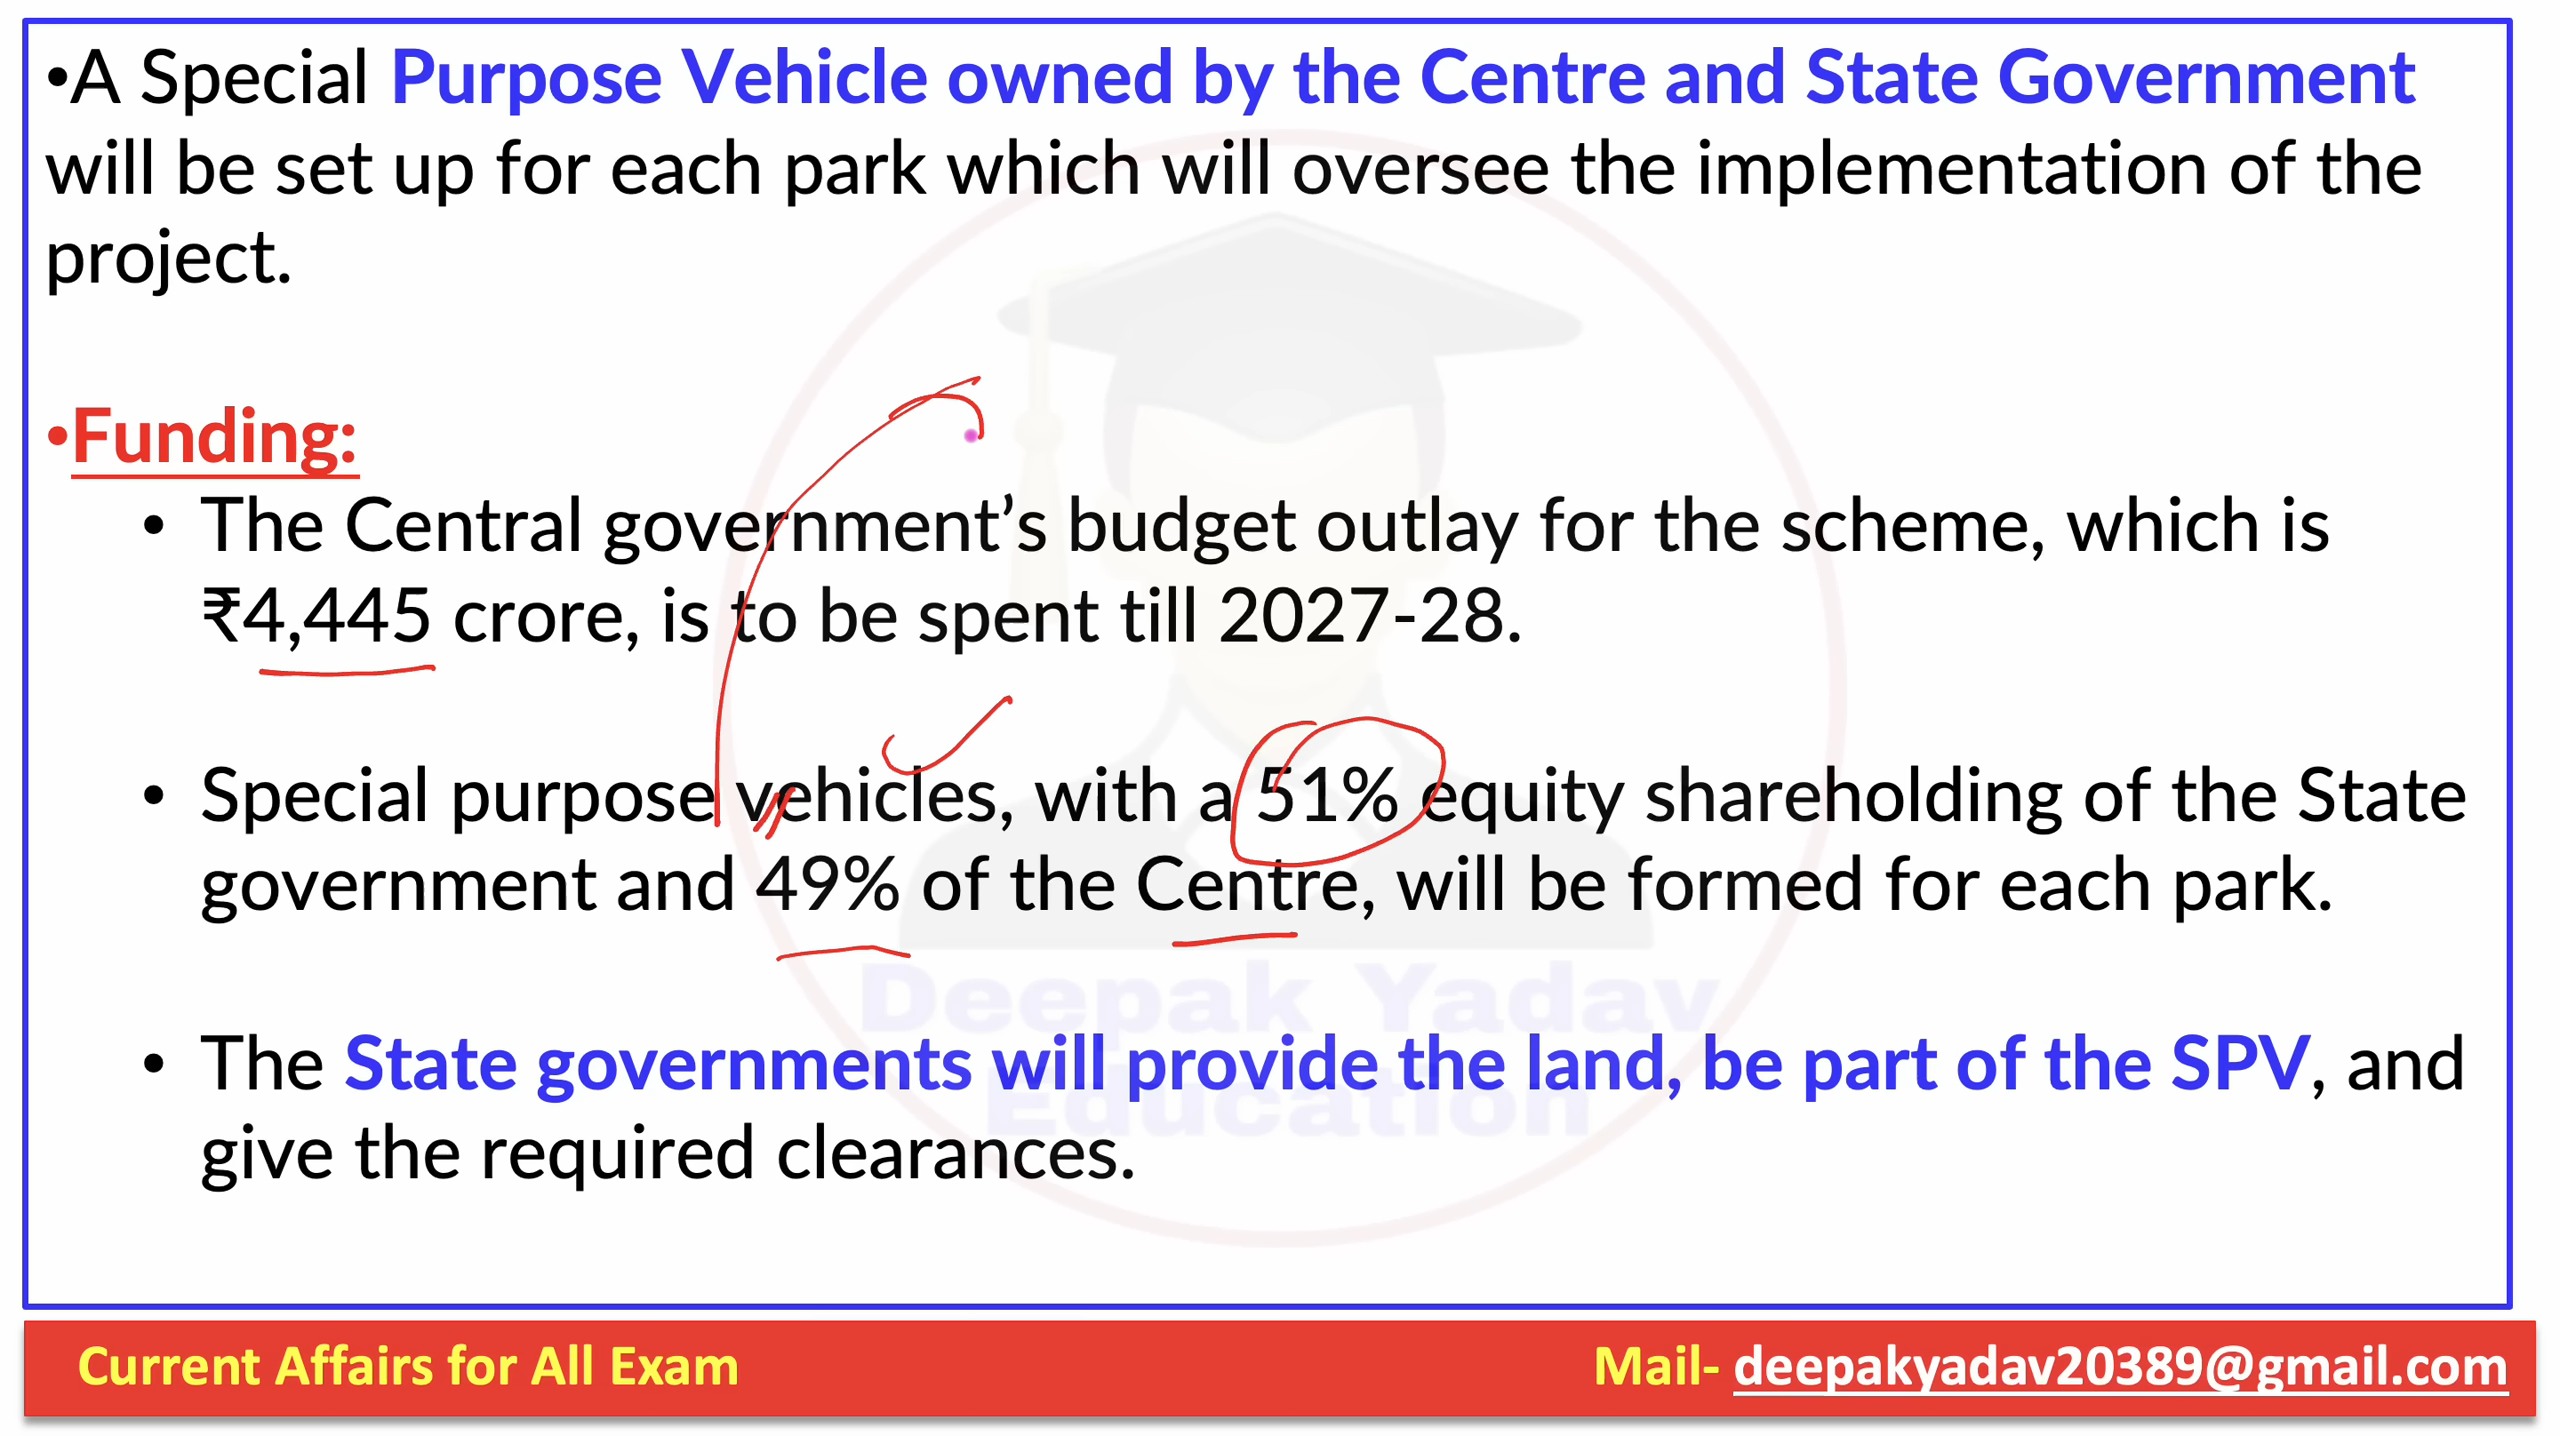 •A Special Purpose Vehicle owned by the Centre and State Government
will be set up for each park which will oversee the implementation of the
project.
•Funding:
• The Central government’s budget outlay for the scheme, which is
₹4,445 crore, is to be spent till 2027-28.
• Special purpose vehicles, with a 51% equity shareholding of the State
government and 49% of the Centre, will be formed for each park.
Deepak Yadav
• The State governments will provide the land, be part of the SPV, and
Education
give the required clearances.
Current Affairs for All Exam
Mail- deepakyadav20389@gmail.com